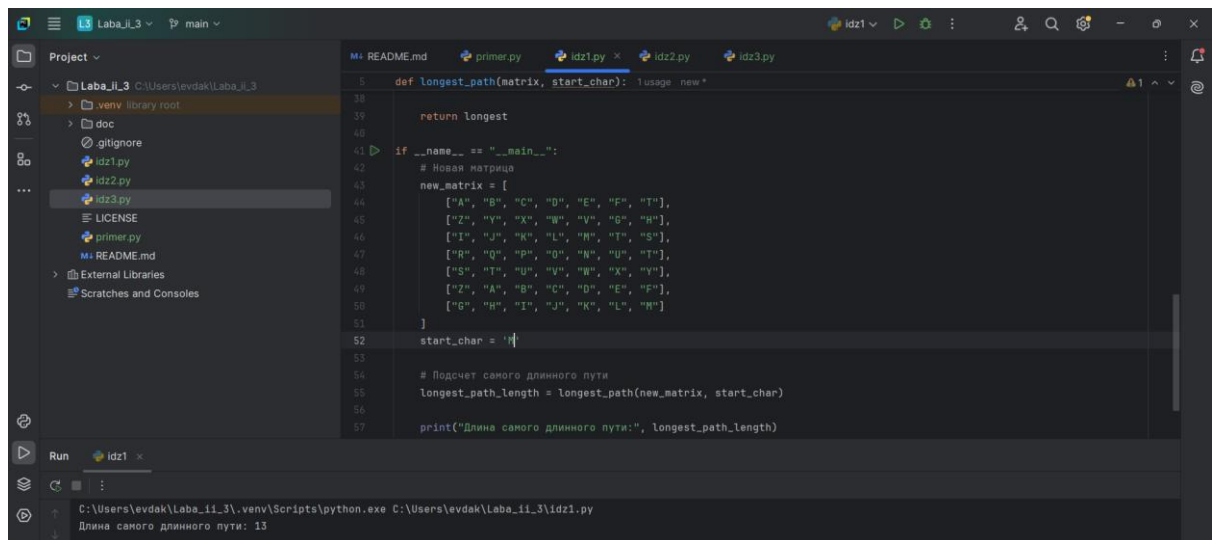 L3 Laba_ii_3 main idz1
Project
Laba_ii_3 C:\Users\evdak\Laba_ii_3
.venv library root
doc
.gitignore
idz1.py
idz2.py
idz3.py
LICENSE
primer.py
M↓ README.md
External Libraries
Scratches and Consoles
M↓ README.md primer.py idz1.py × idz2.py idz3.py
5 def longest_path(matrix, start_char): 1 usage new *
1
38
39 return longest
40
41 if __name__ == "__main__":
42 # Новая матрица
43 new_matrix = [
44 ["A", "B", "C", "D", "E", "F", "T"],
45 ["Z", "Y", "X", "W", "V", "G", "H"],
46 ["I", "J", "K", "L", "M", "T", "S"],
47 ["R", "Q", "P", "O", "N", "U", "T"],
48 ["S", "T", "U", "V", "W", "X", "Y"],
49 ["Z", "A", "B", "C", "D", "E", "F"],
50 ["G", "H", "I", "J", "K", "L", "M"]
51 ]
52 start_char = 'M'
53
54 # Подсчет самого длинного пути
55 longest_path_length = longest_path(new_matrix, start_char)
56
57 print("Длина самого длинного пути:", longest_path_length)
Run idz1 ×
C:\Users\evdak\Laba_ii_3\.venv\Scripts\python.exe C:\Users\evdak\Laba_ii_3\idz1.py
Длина самого длинного пути: 13